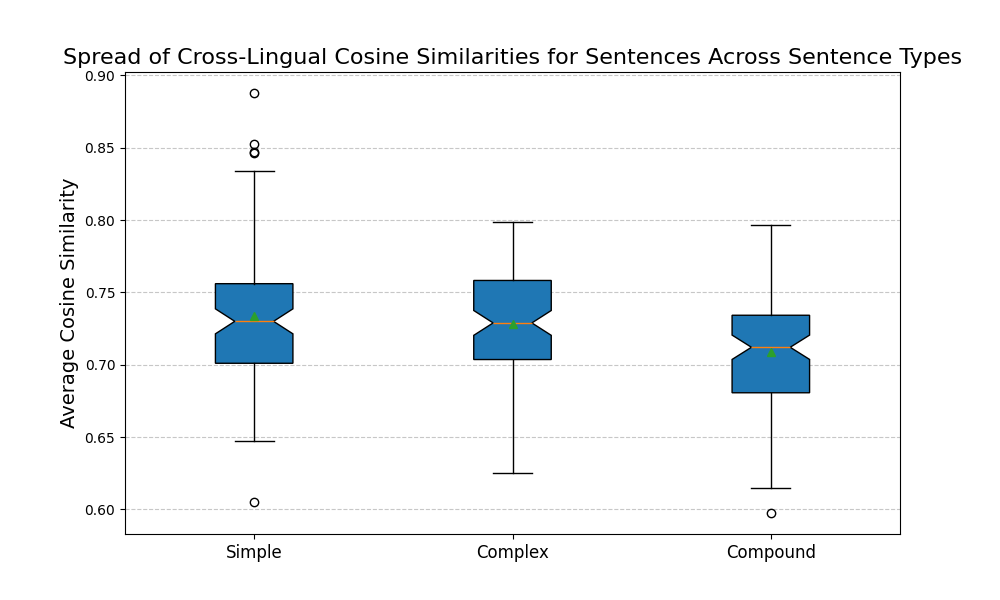 Spread of Cross-Lingual Cosine Similarities for Sentences Across Sentence Types
Average Cosine Similarity
0.90
0.85
0.80
0.75
0.70
0.65
0.60
Simple
Complex
Compound